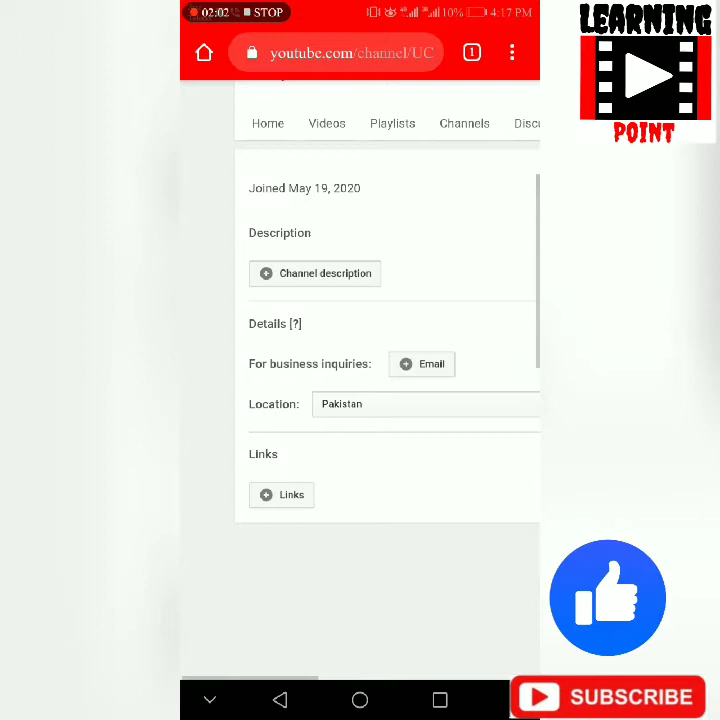 02:02 STOP 10% 4:17 PM
LEARNING
POINT
youtube.com/channel/UC
1
Home Videos Playlists Channels Discu
Joined May 19, 2020
Description
Channel description
Details [?]
For business inquiries: Email
Location: Pakistan
Links
Links
SUBSCRIBE